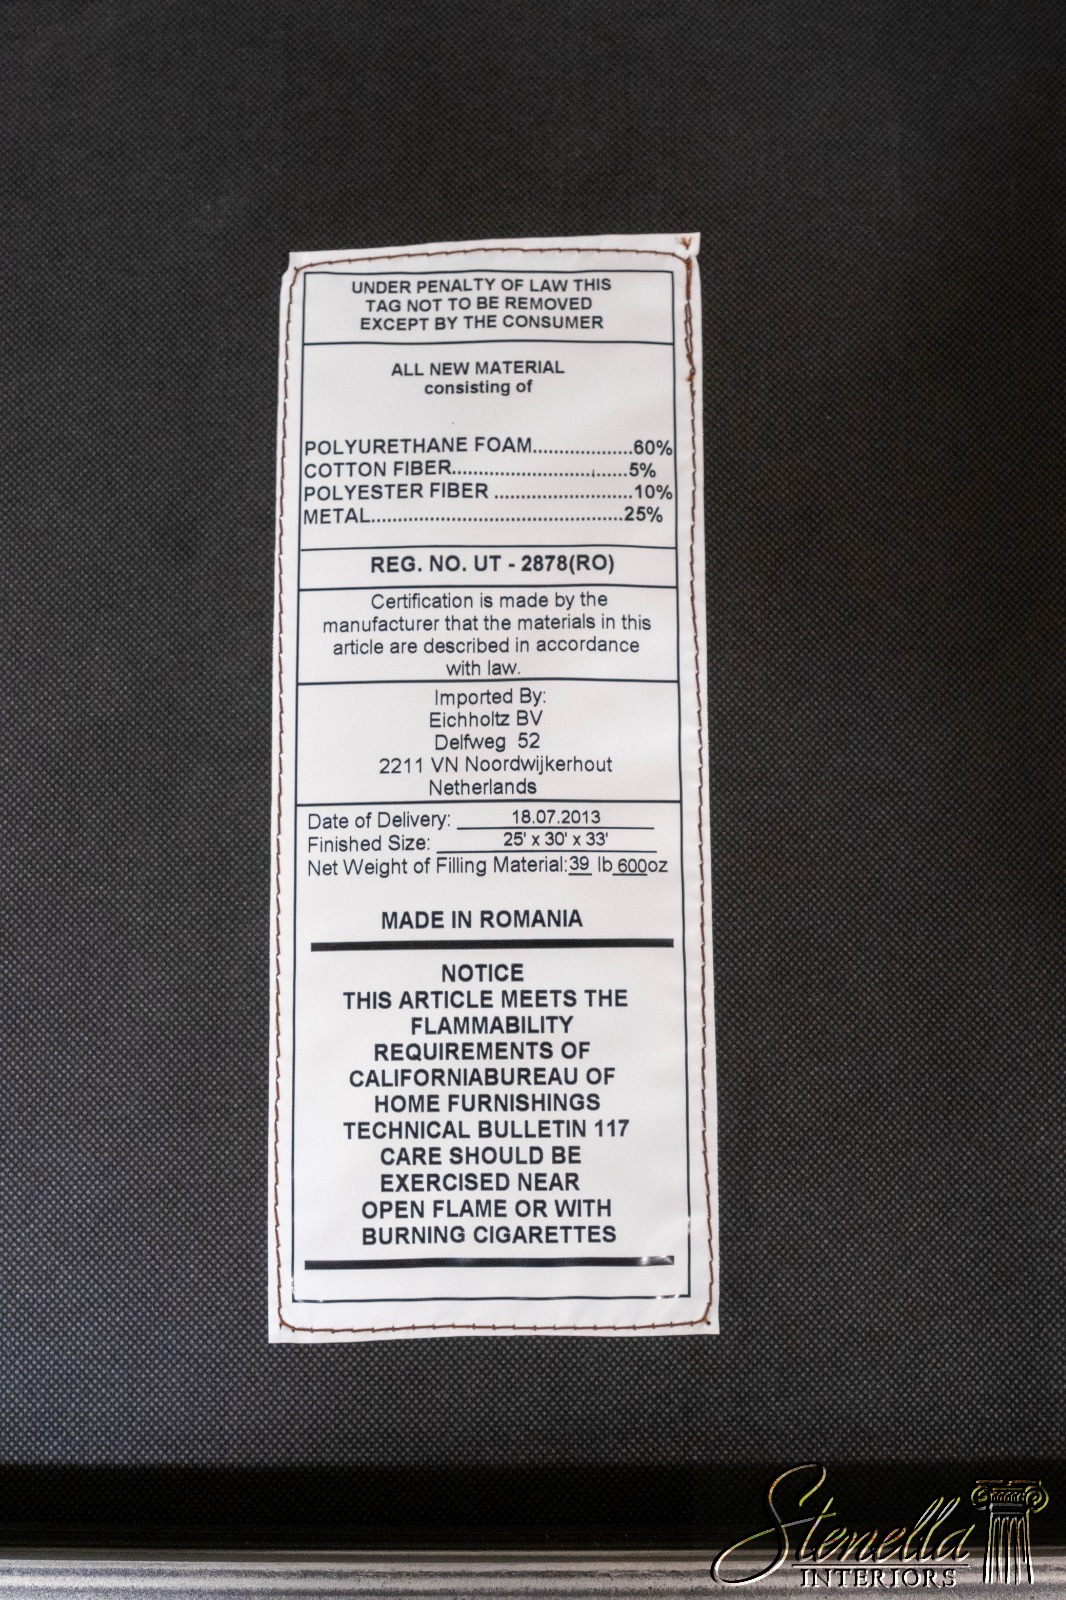 UNDER PENALTY OF LAW THIS
TAG NOT TO BE REMOVED
EXCEPT BY THE CONSUMER
ALL NEW MATERIAL
consisting of
POLYURETHANE FOAM..................60%
COTTON FIBER...............................5%
POLYESTER FIBER .........................10%
METAL.............................................25%
REG. NO. UT - 2878(RO)
Certification is made by the
manufacturer that the materials in this
article are described in accordance
with law.
Imported By:
Eichholtz BV
Delfweg 52
2211 VN Noordwijkerhout
Netherlands
Date of Delivery: 18.07.2013
Finished Size: 25' x 30' x 33'
Net Weight of Filling Material: 39 lb 600oz
MADE IN ROMANIA
NOTICE
THIS ARTICLE MEETS THE
FLAMMABILITY
REQUIREMENTS OF
CALIFORNIABUREAU OF
HOME FURNISHINGS
TECHNICAL BULLETIN 117
CARE SHOULD BE
EXERCISED NEAR
OPEN FLAME OR WITH
BURNING CIGARETTES
Stenella
INTERIORS